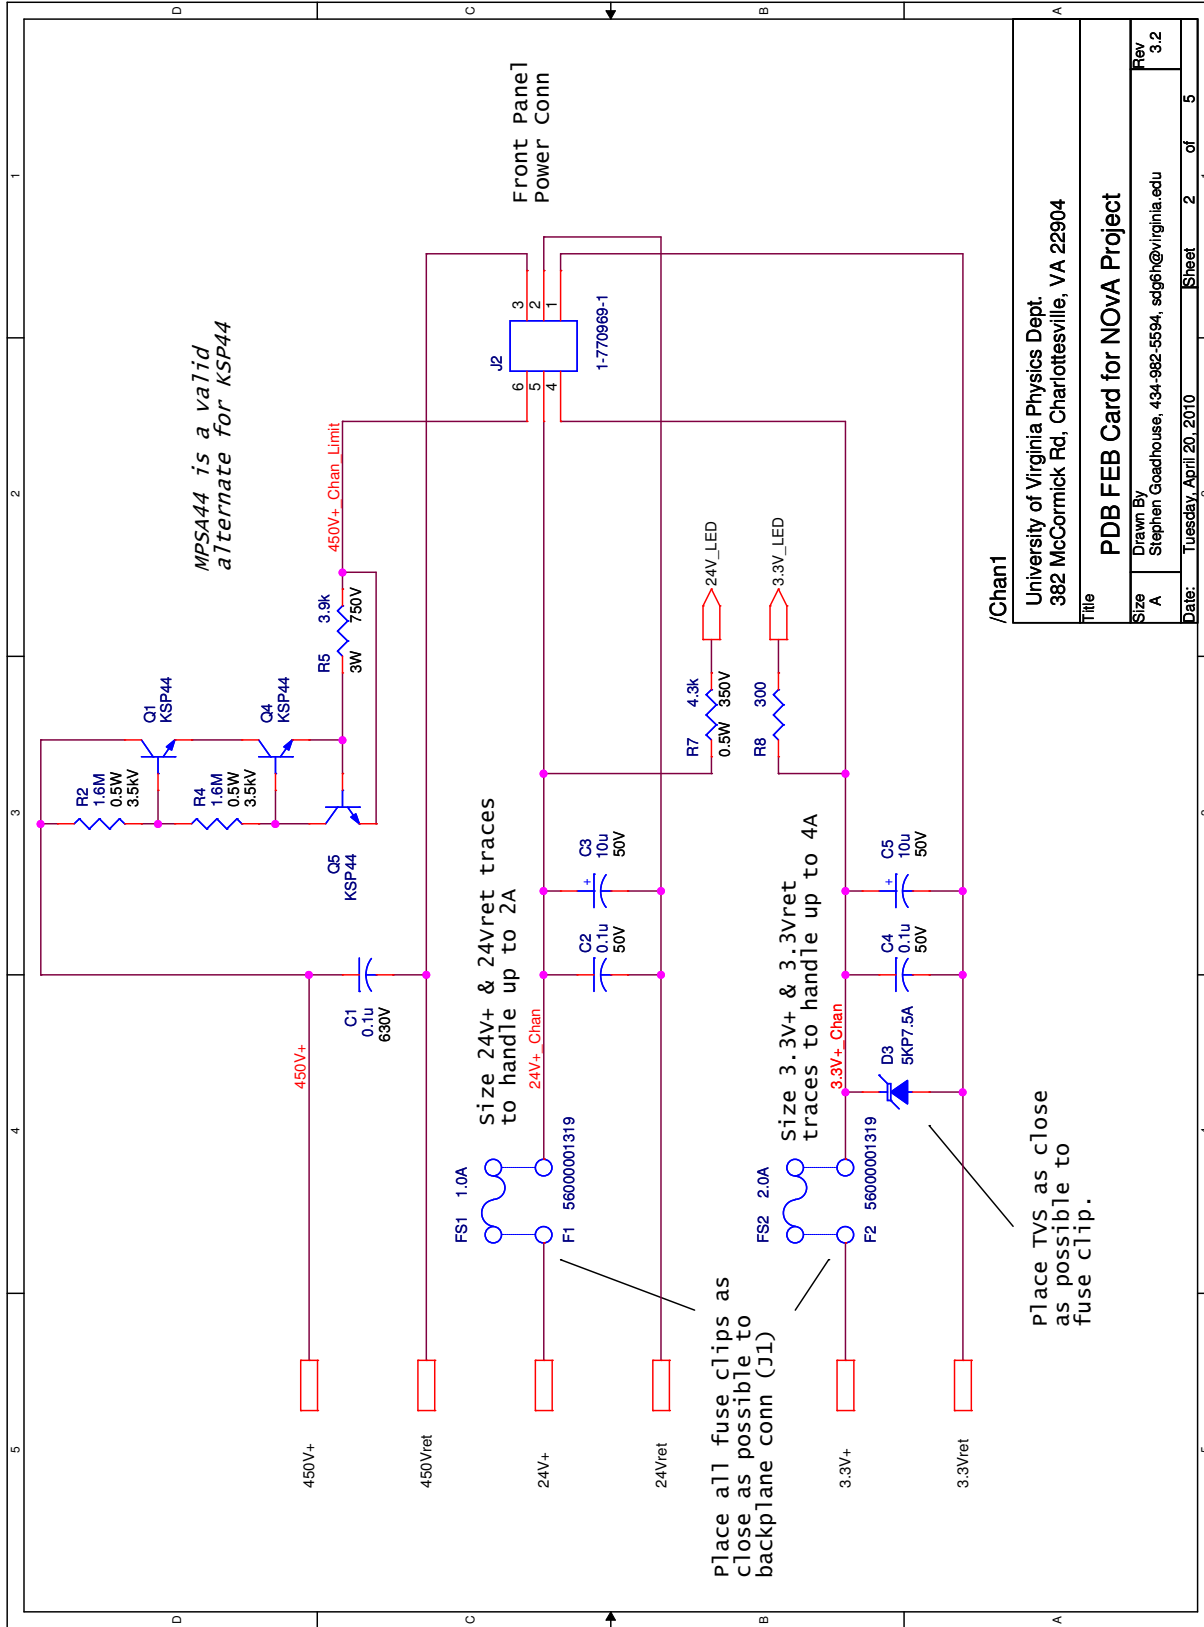 5
4
3
2
1
D
D
C
C
B
B
A
A
MPSA44 is a valid
alternate for KSP44
R2
1.6M
0.5W
3.5kV
Q1
KSP44
R4
1.6M
0.5W
3.5kV
Q4
KSP44
Q5
KSP44
R5
3.9k
3W
750V
450V+_Chan_Limit
450V+
450V+
C1
0.1u
630V
450Vret
J2
6
5
4
3
2
1
1-770969-1
Front Panel
Power Conn
Size 24V+ & 24Vret traces
to handle up to 2A
24V+
FS1
1.0A
F1
56000001319
24V+_Chan
C2
0.1u
50V
C3
10u
50V
24Vret
R7
4.3k
0.5W
350V
24V_LED
R8
300
3.3V_LED
Place all fuse clips as
close as possible to
backplane conn (J1)
Size 3.3V+ & 3.3Vret
traces to handle up to 4A
3.3V+
FS2
2.0A
F2
56000001319
3.3V+_Chan
D3
5KP7.5A
C4
0.1u
50V
C5
10u
50V
3.3Vret
Place TVS as close
as possible to
fuse clip.
/Chan1
University of Virginia Physics Dept.
382 McCormick Rd, Charlottesville, VA 22904
Title
PDB FEB Card for NOvA Project
Size
A
Drawn By
Stephen Goadhouse, 434-982-5594, sdg6h@virginia.edu
Rev
3.2
Date:
Tuesday, April 20, 2010
Sheet
2
of
5